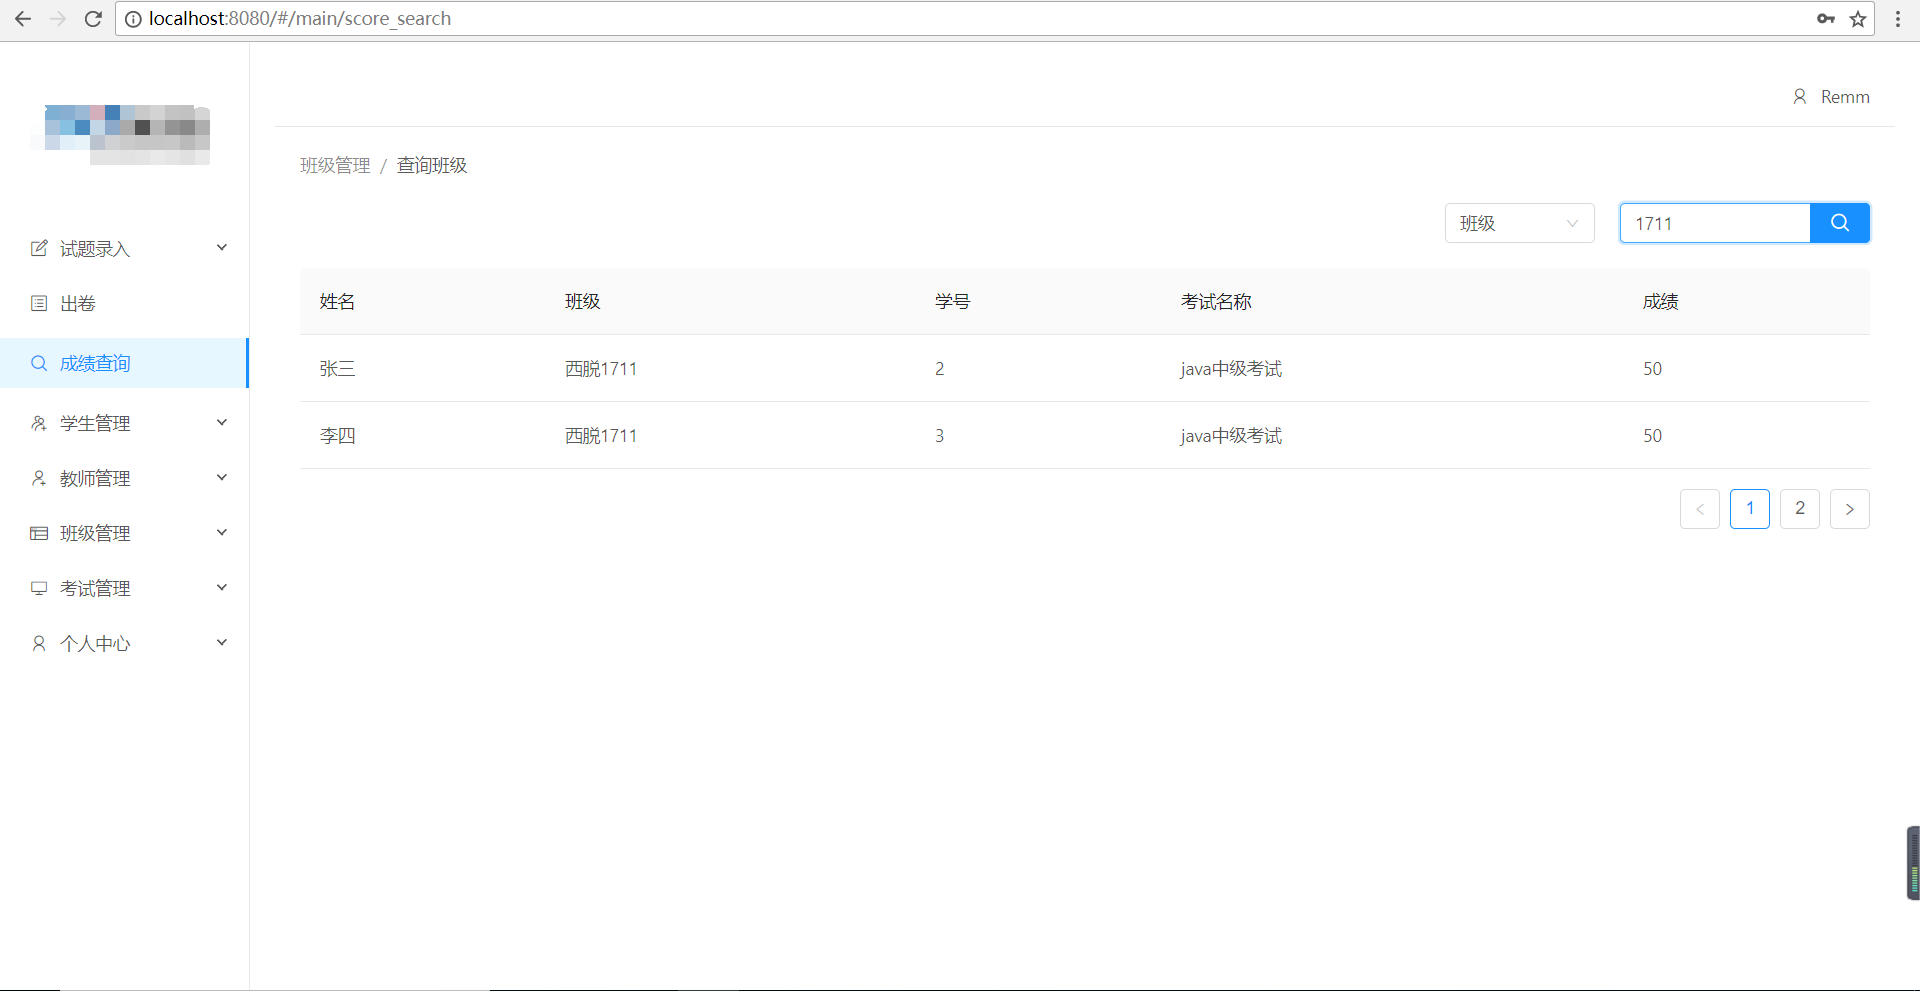 localhost:8080/#/main/score_search
Remm
试题录入
出卷
成绩查询
学生管理
教师管理
班级管理
考试管理
个人中心
班级管理 / 查询班级
班级 1711
姓名 班级 学号 考试名称 成绩
张三 西脱1711 2 java中级考试 50
李四 西脱1711 3 java中级考试 50
< 1 2 >